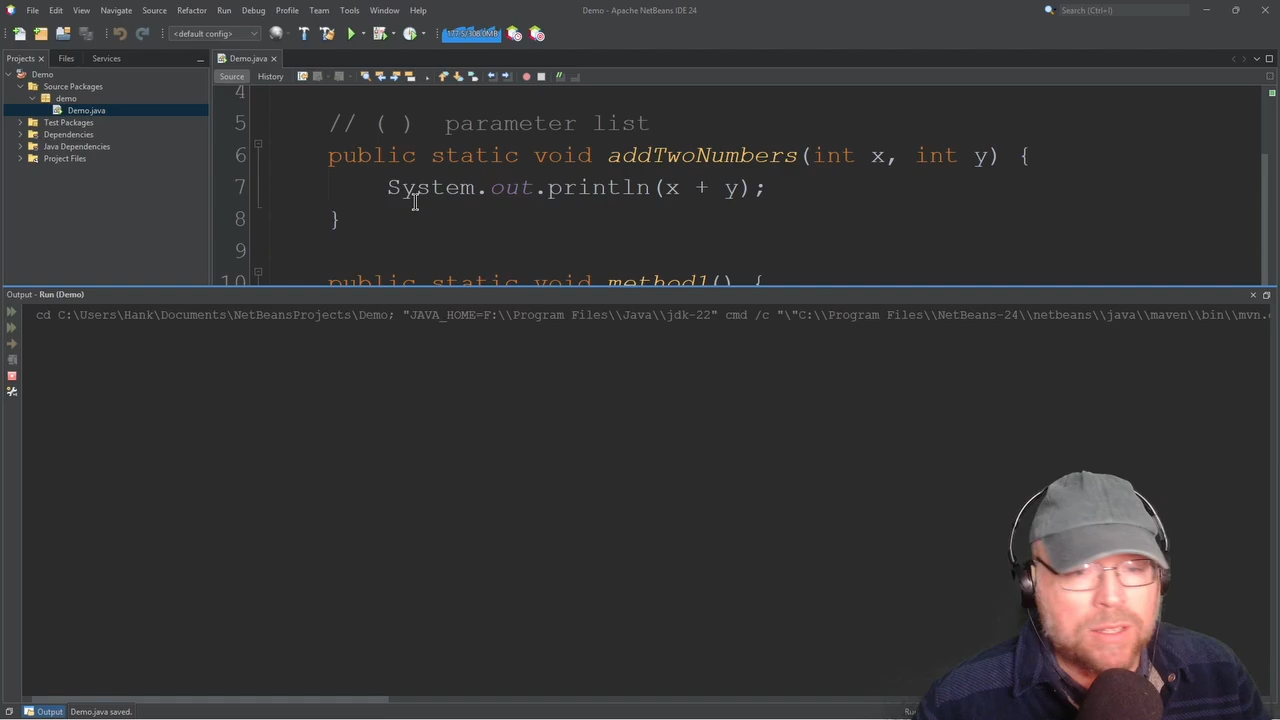 File Edit View Navigate Source Refactor Run Debug Profile Team Tools Window Help
Demo - Apache NetBeans IDE 24
Search (Ctrl+I)
<default config>
177.5/308.0MB
Projects Files Services
Demo.java
Source History
Demo
Source Packages
demo
Demo.java
Test Packages
Dependencies
Java Dependencies
Project Files
4
5 // ( )  parameter list
6 public static void addTwoNumbers(int x, int y) {
7 System.out.println(x + y);
8 }
9
10 public static void method1() {
Output - Run (Demo)
cd C:\Users\Hank\Documents\NetBeansProjects\Demo; "JAVA_HOME=F:\\Program Files\\Java\\jdk-22" cmd /c "\"C:\\Program Files\\NetBeans-24\\netbeans\\java\\maven\\bin\\mvn.
Output Demo.java saved.